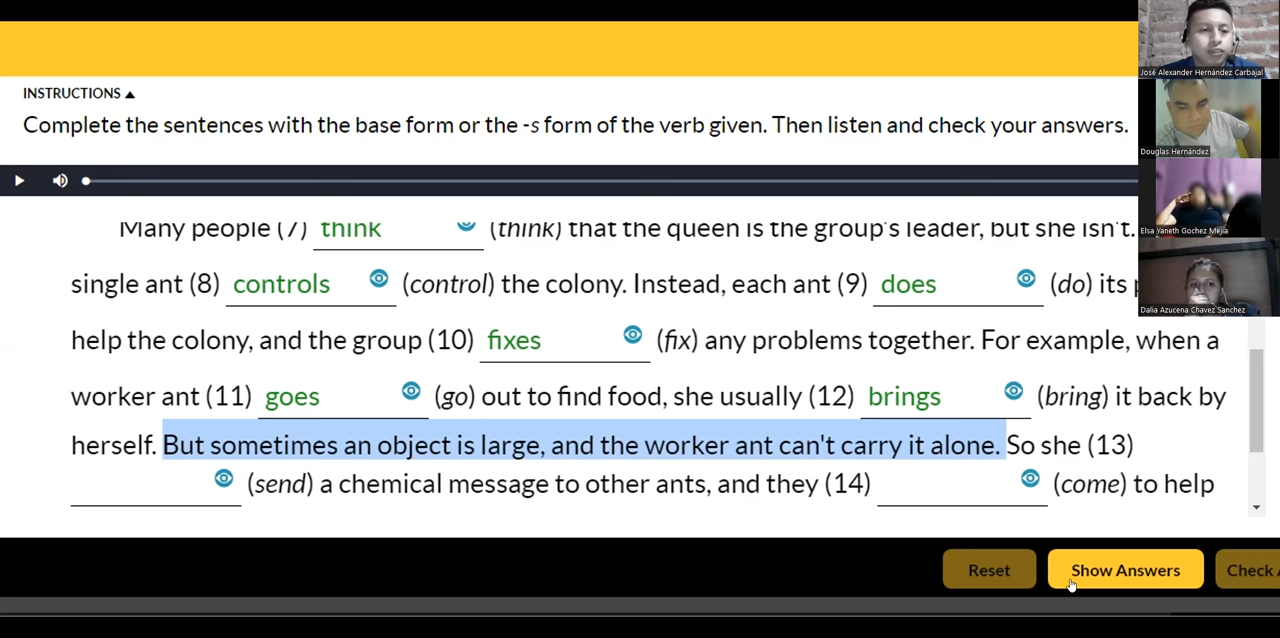 INSTRUCTIONS ▲
Complete the sentences with the base form or the -s form of the verb given. Then listen and check your answers.
Many people (7) think (think) that the queen is the group's leader, but she isn't.
single ant (8) controls (control) the colony. Instead, each ant (9) does (do) its
help the colony, and the group (10) fixes (fix) any problems together. For example, when a
worker ant (11) goes (go) out to find food, she usually (12) brings (bring) it back by
herself. But sometimes an object is large, and the worker ant can't carry it alone. So she (13)
(send) a chemical message to other ants, and they (14) (come) to help
Reset Show Answers Check
José Alexander Hernández Carbajal
Douglas Hernández
Elsa Yaneth Gochez Mejía
Dalia Azucena Chavez Sanchez